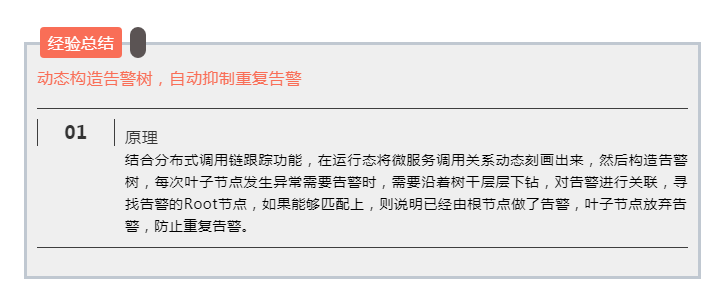 经验总结
动态构造告警树，自动抑制重复告警
01
原理
结合分布式调用链跟踪功能，在运行态将微服务调用关系动态刻画出来，然后构造告警
树，每次叶子节点发生异常需要告警时，需要沿着树干层层下钻，对告警进行关联，寻
找告警的Root节点，如果能够匹配上，则说明已经由根节点做了告警，叶子节点放弃告
警，防止重复告警。